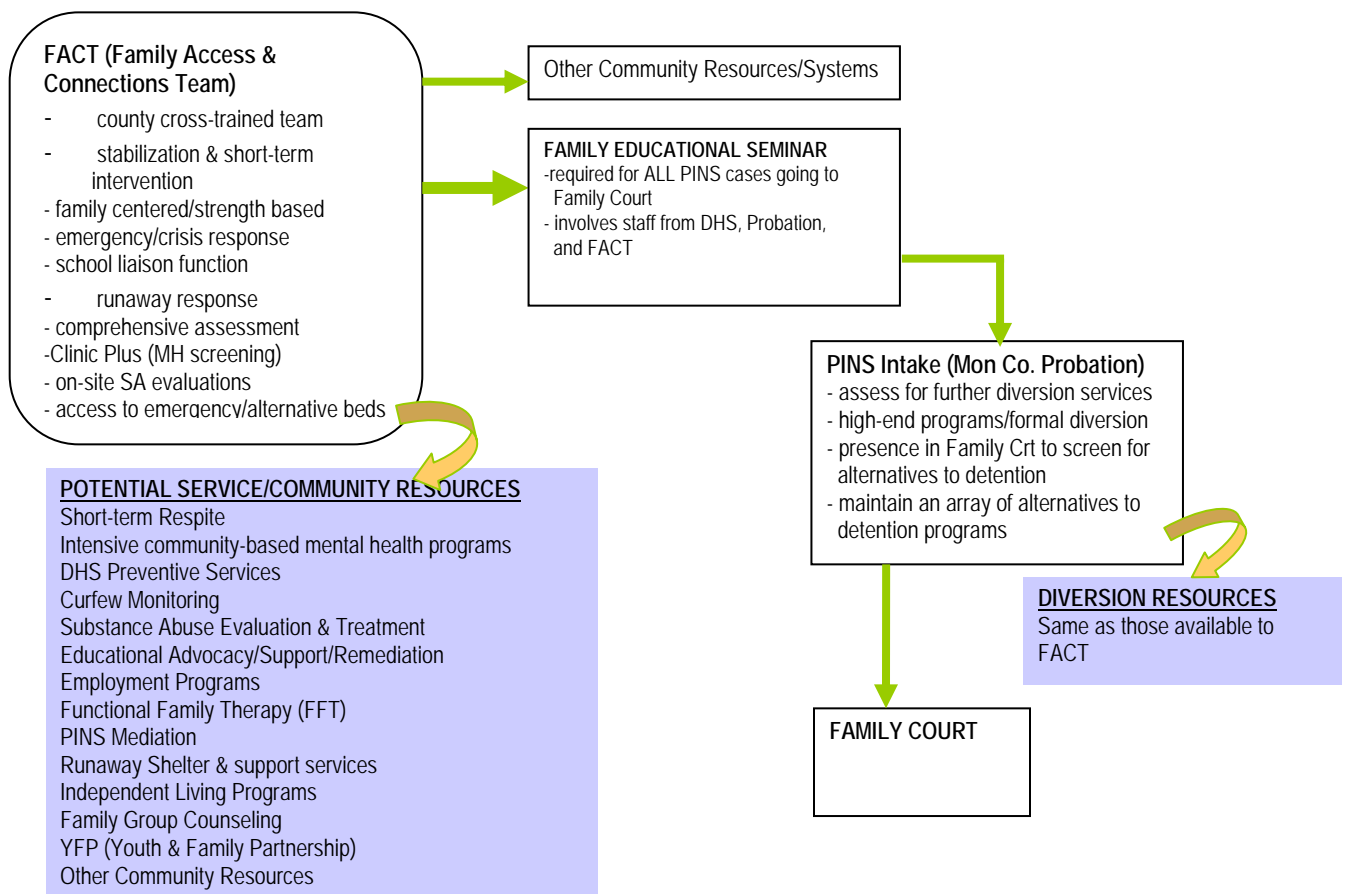 FACT (Family Access &
Connections Team)
- county cross-trained team
- stabilization & short-term
intervention
- family centered/strength based
- emergency/crisis response
- school liaison function
- runaway response
- comprehensive assessment
-Clinic Plus (MH screening)
- on-site SA evaluations
- access to emergency/alternative beds
Other Community Resources/Systems
FAMILY EDUCATIONAL SEMINAR
-required for ALL PINS cases going to
Family Court
- involves staff from DHS, Probation,
and FACT
PINS Intake (Mon Co. Probation)
- assess for further diversion services
- high-end programs/formal diversion
- presence in Family Crt to screen for
alternatives to detention
- maintain an array of alternatives to
detention programs
POTENTIAL SERVICE/COMMUNITY RESOURCES
Short-term Respite
Intensive community-based mental health programs
DHS Preventive Services
Curfew Monitoring
Substance Abuse Evaluation & Treatment
Educational Advocacy/Support/Remediation
Employment Programs
Functional Family Therapy (FFT)
PINS Mediation
Runaway Shelter & support services
Independent Living Programs
Family Group Counseling
YFP (Youth & Family Partnership)
Other Community Resources
DIVERSION RESOURCES
Same as those available to
FACT
FAMILY COURT